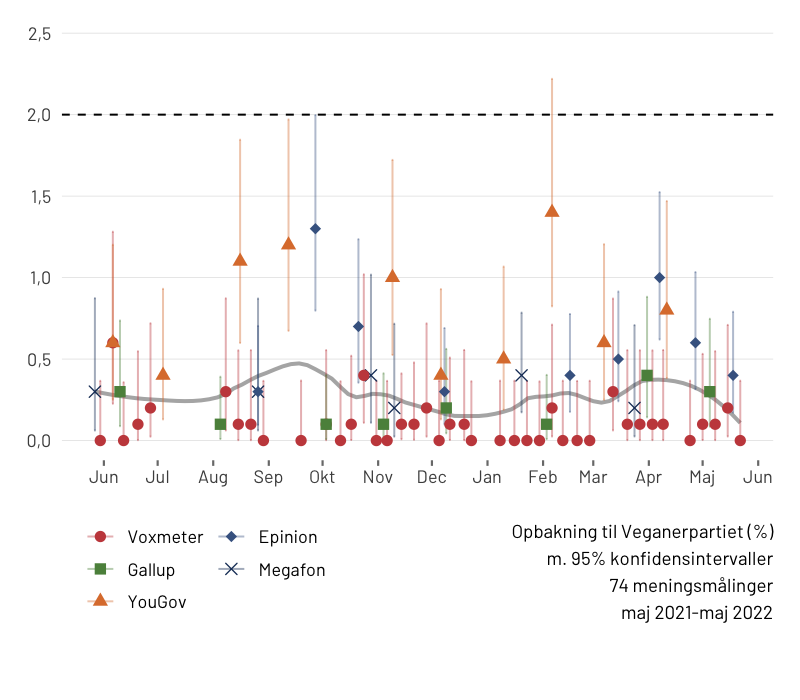 2,5
2,0
1,5
1,0
0,5
0,0
Jun Jul Aug Sep Okt Nov Dec Jan Feb Mar Apr Maj Jun
Voxmeter Epinion
Gallup Megafon
YouGov
Opbakning til Veganerpartiet (%)
m. 95% konfidensintervaller
74 meningsmålinger
maj 2021-maj 2022